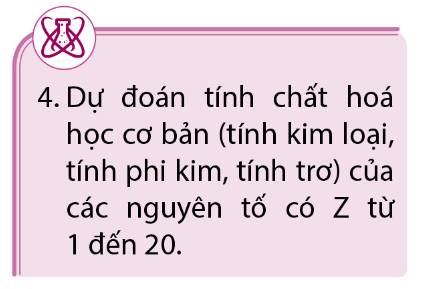 4. Dự đoán tính chất hoá
học cơ bản (tính kim loại,
tính phi kim, tính trơ) của
các nguyên tố có Z từ
1 đến 20.